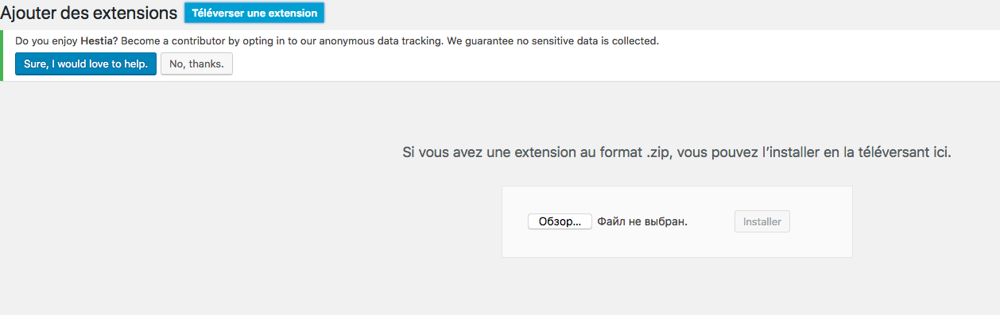 Ajouter des extensions Téléverser une extension
Do you enjoy Hestia? Become a contributor by opting in to our anonymous data tracking. We guarantee no sensitive data is collected.
Sure, I would love to help. No, thanks.
Si vous avez une extension au format .zip, vous pouvez l’installer en la téléversant ici.
Обзор... Файл не выбран. Installer